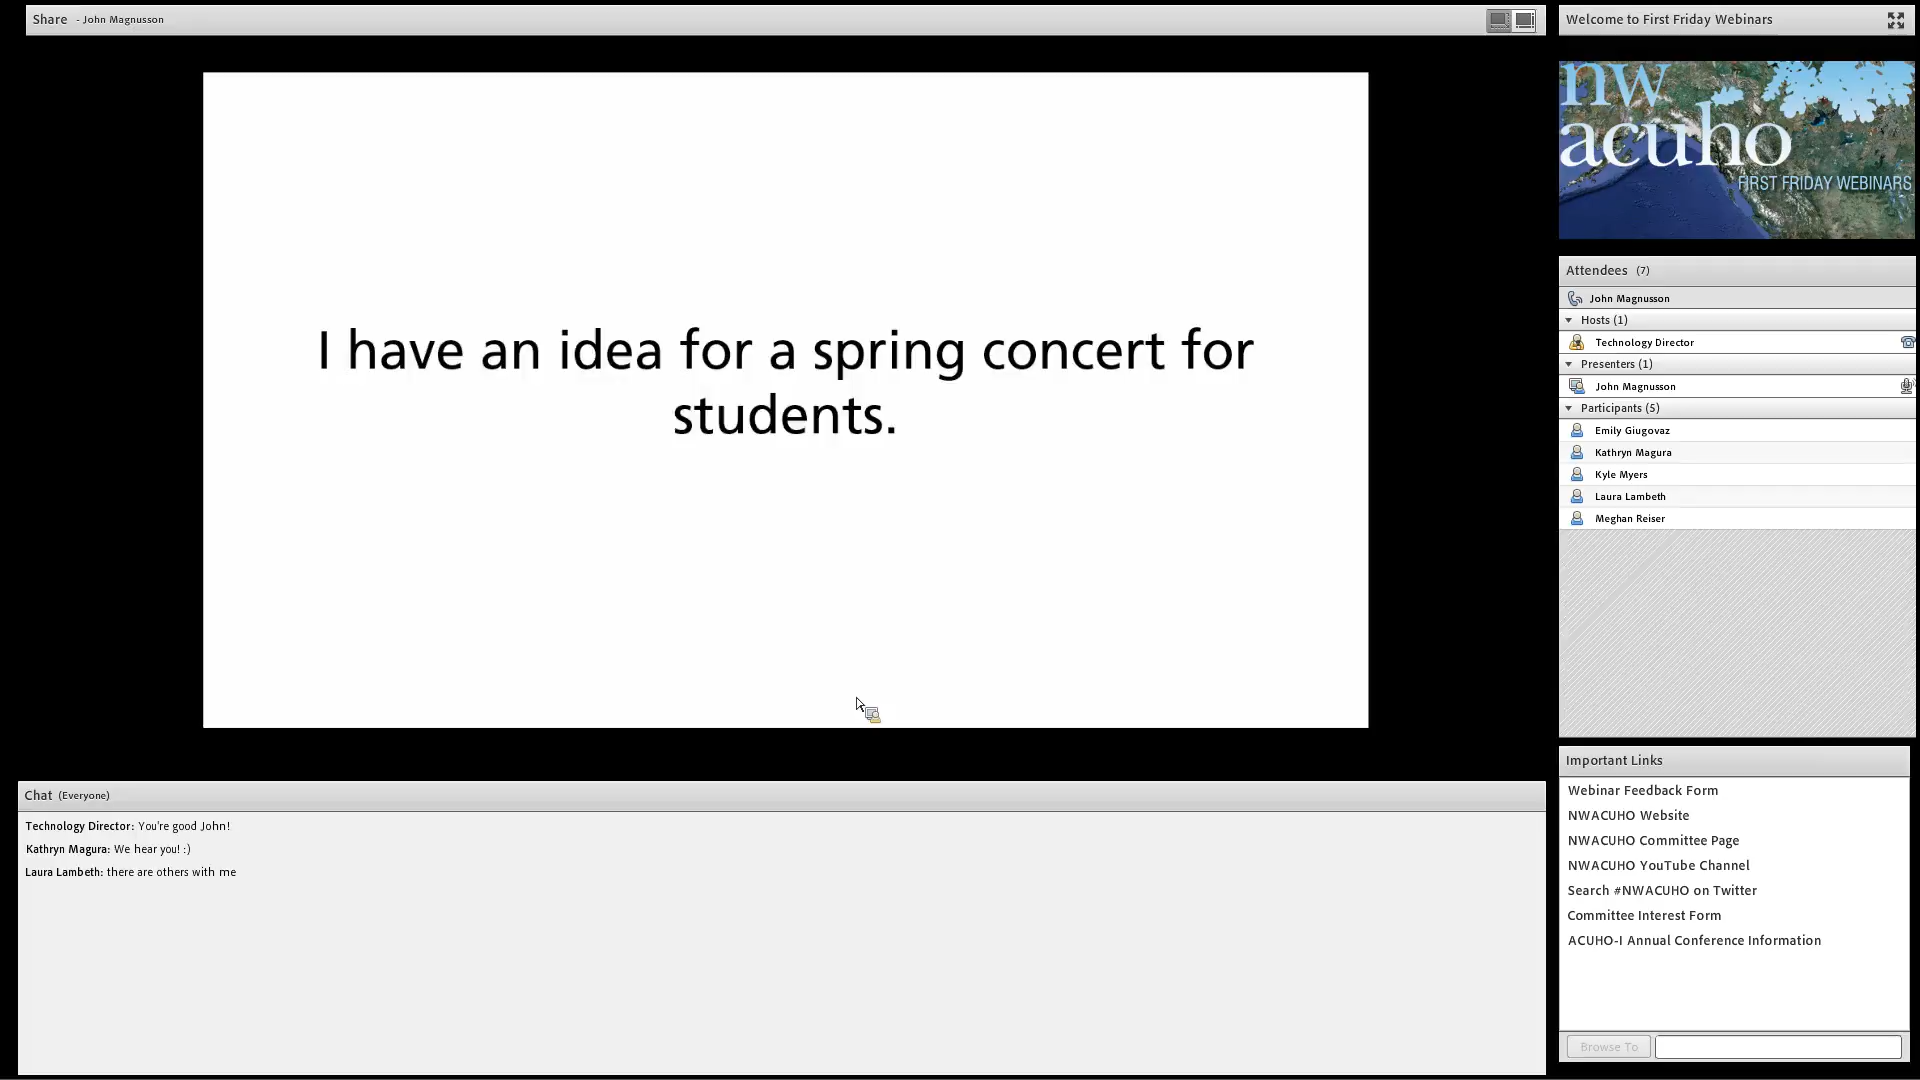 Share - John Magnusson
I have an idea for a spring concert for
students.
Chat (Everyone)
Technology Director: You're good John!
Kathryn Magura: We hear you! :)
Laura Lambeth: there are others with me
Welcome to First Friday Webinars
nw
acuho
FIRST FRIDAY WEBINARS
Attendees (7)
John Magnusson
Hosts (1)
Technology Director
Presenters (1)
John Magnusson
Participants (5)
Emily Giugovaz
Kathryn Magura
Kyle Myers
Laura Lambeth
Meghan Reiser
Important Links
Webinar Feedback Form
NWACUHO Website
NWACUHO Committee Page
NWACUHO YouTube Channel
Search #NWACUHO on Twitter
Committee Interest Form
ACUHO-I Annual Conference Information
Browse To